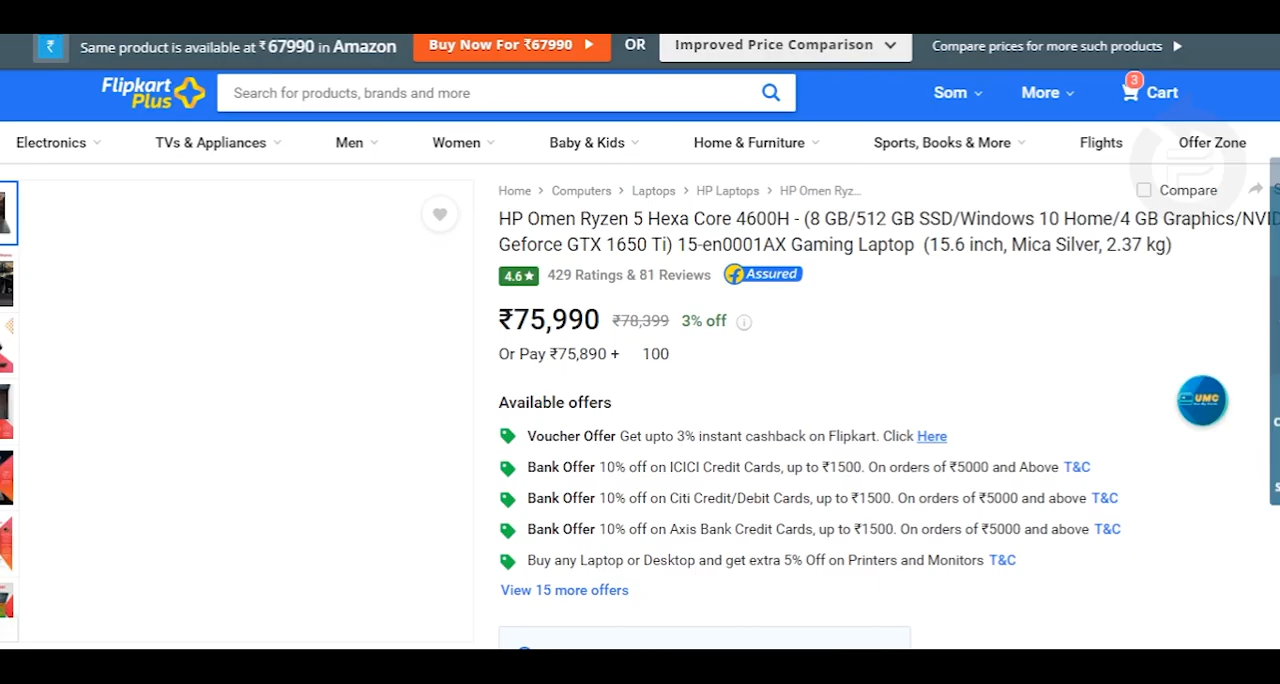 ₹ Same product is available at ₹ 67990 in Amazon Buy Now For ₹67990 OR Improved Price Comparison Compare prices for more such products
Flipkart
Plus
Search for products, brands and more
Som More 3 Cart
Electronics TVs & Appliances Men Women Baby & Kids Home & Furniture Sports, Books & More Flights Offer Zone
Home > Computers > Laptops > HP Laptops > HP Omen Ryz...
Compare
HP Omen Ryzen 5 Hexa Core 4600H - (8 GB/512 GB SSD/Windows 10 Home/4 GB Graphics/NVID
Geforce GTX 1650 Ti) 15-en0001AX Gaming Laptop (15.6 inch, Mica Silver, 2.37 kg)
4.6★ 429 Ratings & 81 Reviews Assured
₹75,990 ₹78,399 3% off i
Or Pay ₹75,890 + 100
Available offers
UMC
Voucher Offer Get upto 3% instant cashback on Flipkart. Click Here
Bank Offer 10% off on ICICI Credit Cards, up to ₹1500. On orders of ₹5000 and Above T&C
Bank Offer 10% off on Citi Credit/Debit Cards, up to ₹1500. On orders of ₹5000 and above T&C
Bank Offer 10% off on Axis Bank Credit Cards, up to ₹1500. On orders of ₹5000 and above T&C
Buy any Laptop or Desktop and get extra 5% Off on Printers and Monitors T&C
View 15 more offers